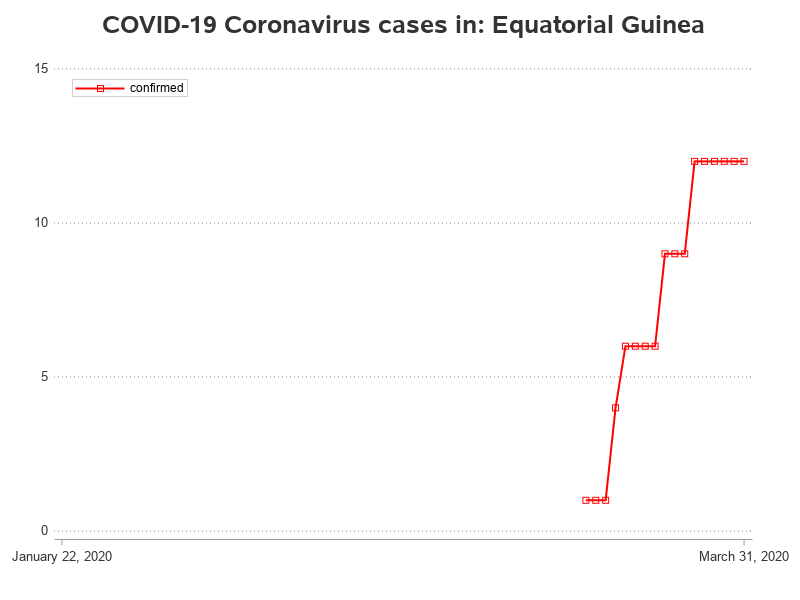 COVID-19 Coronavirus cases in: Equatorial Guinea
15
confirmed
10
5
0
January 22, 2020
March 31, 2020